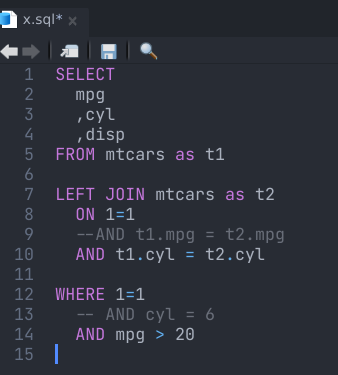 x.sql*
1 SELECT
2   mpg
3   ,cyl
4   ,disp
5 FROM mtcars as t1
6
7 LEFT JOIN mtcars as t2
8   ON 1=1
9   --AND t1.mpg = t2.mpg
10   AND t1.cyl = t2.cyl
11
12 WHERE 1=1
13   -- AND cyl = 6
14   AND mpg > 20
15